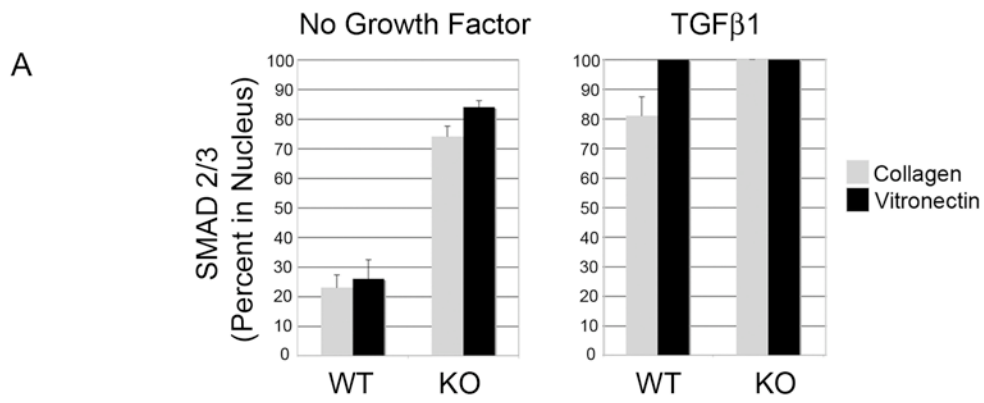 A
No Growth Factor
TGFβ1
SMAD 2/3
(Percent in Nucleus)
100
90
80
70
60
50
40
30
20
10
0
WT
KO
100
90
80
70
60
50
40
30
20
10
0
WT
KO
Collagen
Vitronectin